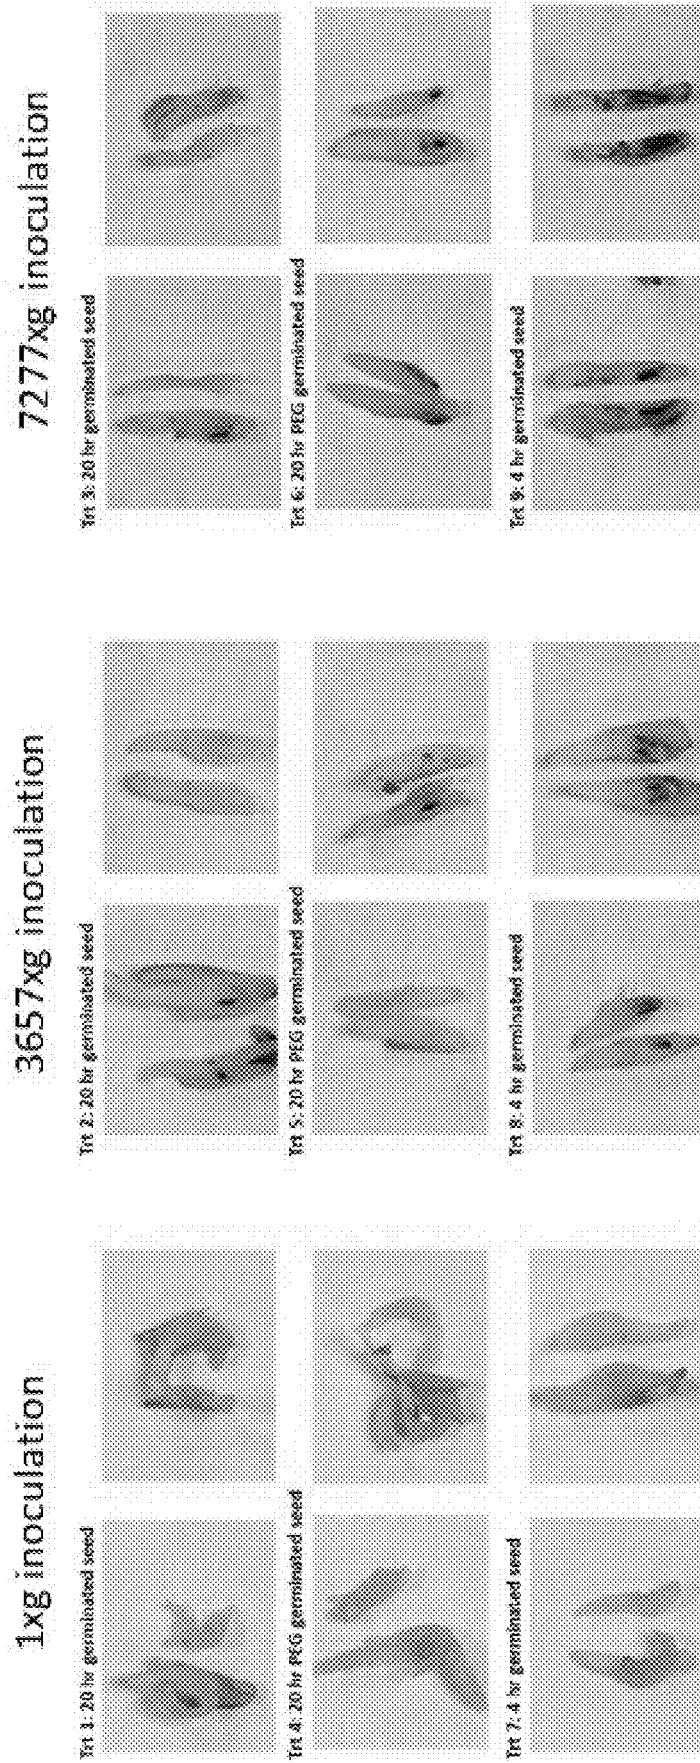 1xg inoculation
Trt 1: 20 hr germinated seed
Trt 4: 20 hr PEG germinated seed
Trt 7: 4 hr germinated seed
3657xg inoculation
Trt 2: 20 hr germinated seed
Trt 5: 20 hr PEG germinated seed
Trt 8: 4 hr germinated seed
7277xg inoculation
Trt 3: 20 hr germinated seed
Trt 6: 20 hr PEG germinated seed
Trt 9: 4 hr germinated seed